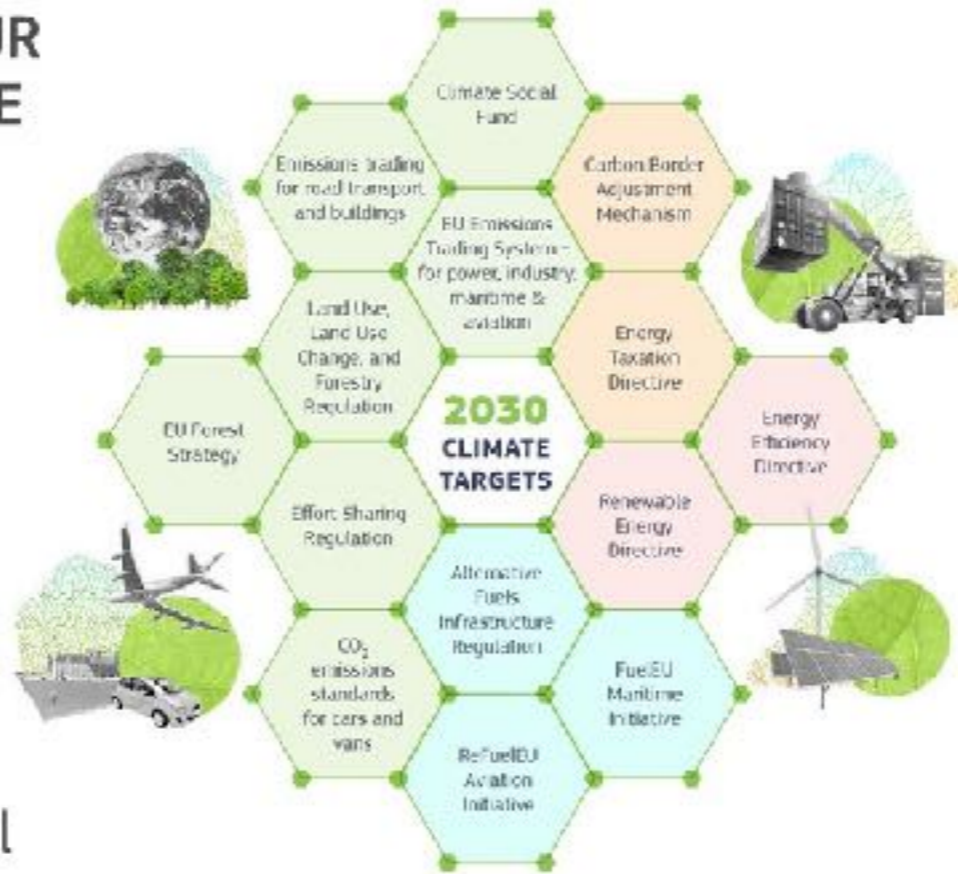 UR
E
Climate Social
Fund
Emissions trading
for road transport
and buildings
Carbon Border
Adjustment
Mechanism
EU Emissions
Trading System –
for power, industry,
maritime &
aviation
Land Use,
Land Use
Change, and
Forestry
Regulation
Energy
Taxation
Directive
EU Forest
Strategy
2030
CLIMATE
TARGETS
Energy
Efficiency
Directive
Effort Sharing
Regulation
Renewable
Energy
Directive
Alternative
Fuels
Infrastructure
Regulation
CO₂
emissions
standards
for cars and
vans
FuelEU
Maritime
Initiative
ReFuelEU
Aviation
Initiative
l